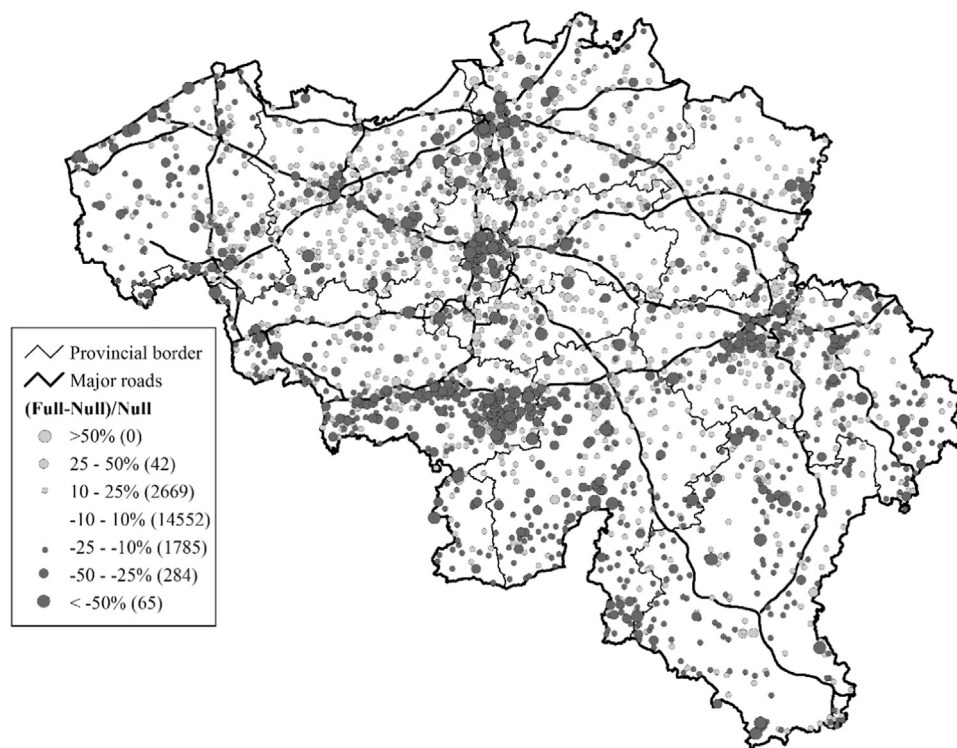 Provincial border
Major roads
(Full-Null)/Null
>50% (0)
25 - 50% (42)
10 - 25% (2669)
-10 - 10% (14552)
-25 - -10% (1785)
-50 - -25% (284)
< -50% (65)